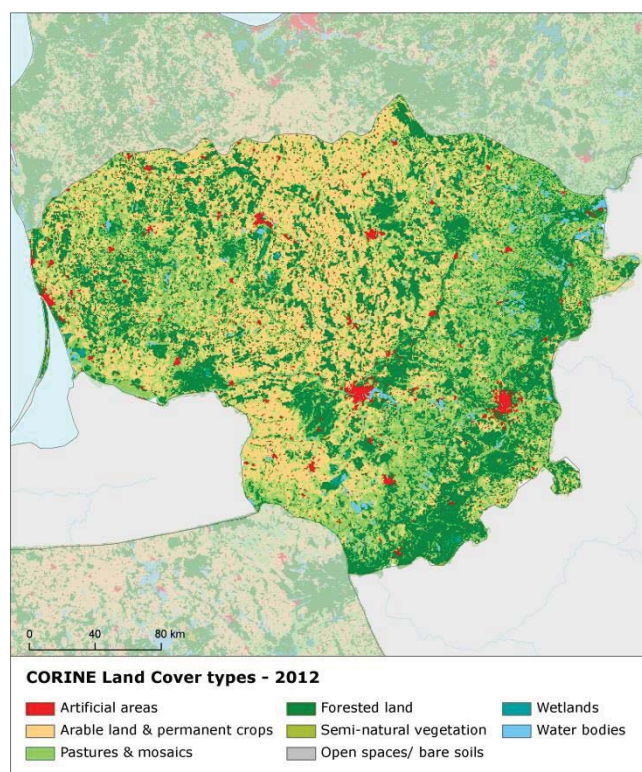 0 40 80 km
CORINE Land Cover types - 2012
Artificial areas Forested land Wetlands
Arable land & permanent crops Semi-natural vegetation Water bodies
Pastures & mosaics Open spaces/ bare soils